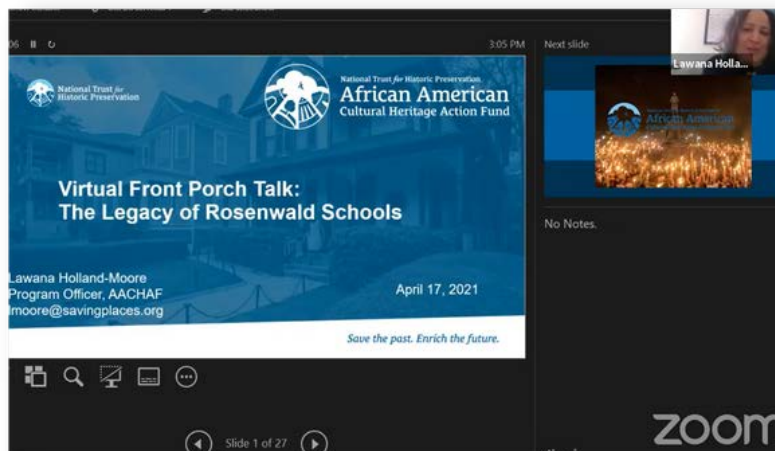 06
3:05 PM
Next slide
Lawana Holla...
National Trust for
Historic Preservation
National Trust for Historic Preservation
African American
Cultural Heritage Action Fund
African American
Virtual Front Porch Talk:
The Legacy of Rosenwald Schools
No Notes.
Lawana Holland-Moore
Program Officer, AACHAF
lmoore@savingplaces.org
April 17, 2021
Save the past. Enrich the future.
Slide 1 of 27
zoom